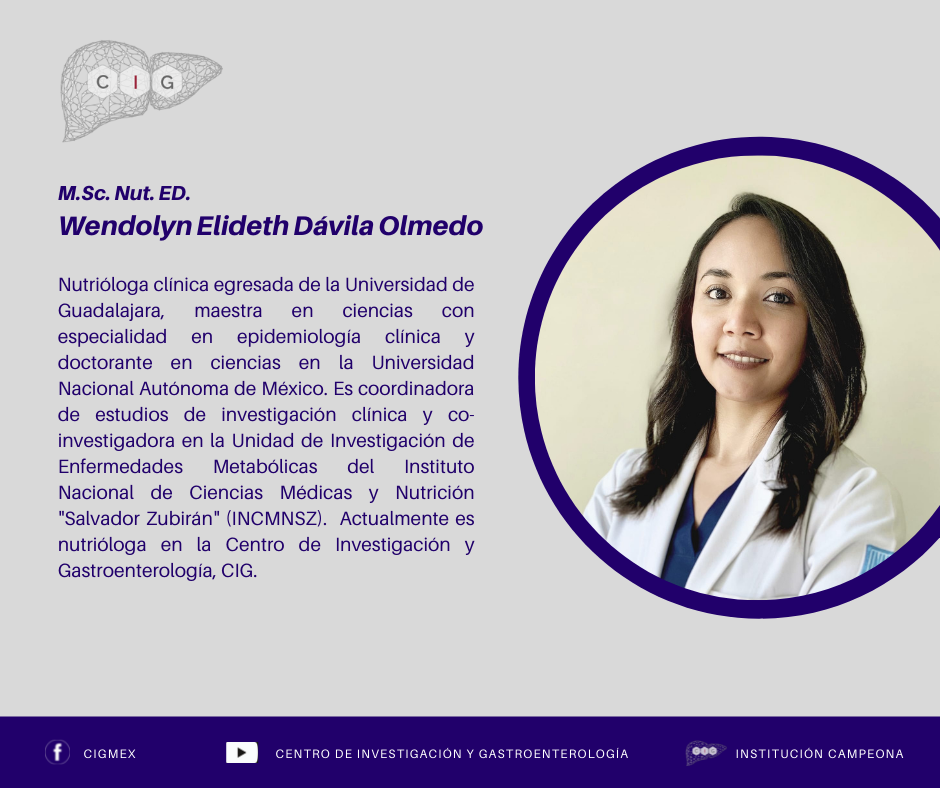 C I G
M.Sc. Nut. ED.
Wendolyn Elideth Dávila Olmedo
Nutrióloga clínica egresada de la Universidad de
Guadalajara, maestra en ciencias con
especialidad en epidemiología clínica y
doctorante en ciencias en la Universidad
Nacional Autónoma de México. Es coordinadora
de estudios de investigación clínica y co-
investigadora en la Unidad de Investigación de
Enfermedades Metabólicas del Instituto
Nacional de Ciencias Médicas y Nutrición
"Salvador Zubirán" (INCMNSZ). Actualmente es
nutrióloga en la Centro de Investigación y
Gastroenterología, CIG.
f CIGMEX
CENTRO DE INVESTIGACIÓN Y GASTROENTEROLOGÍA
CIG INSTITUCIÓN CAMPEONA